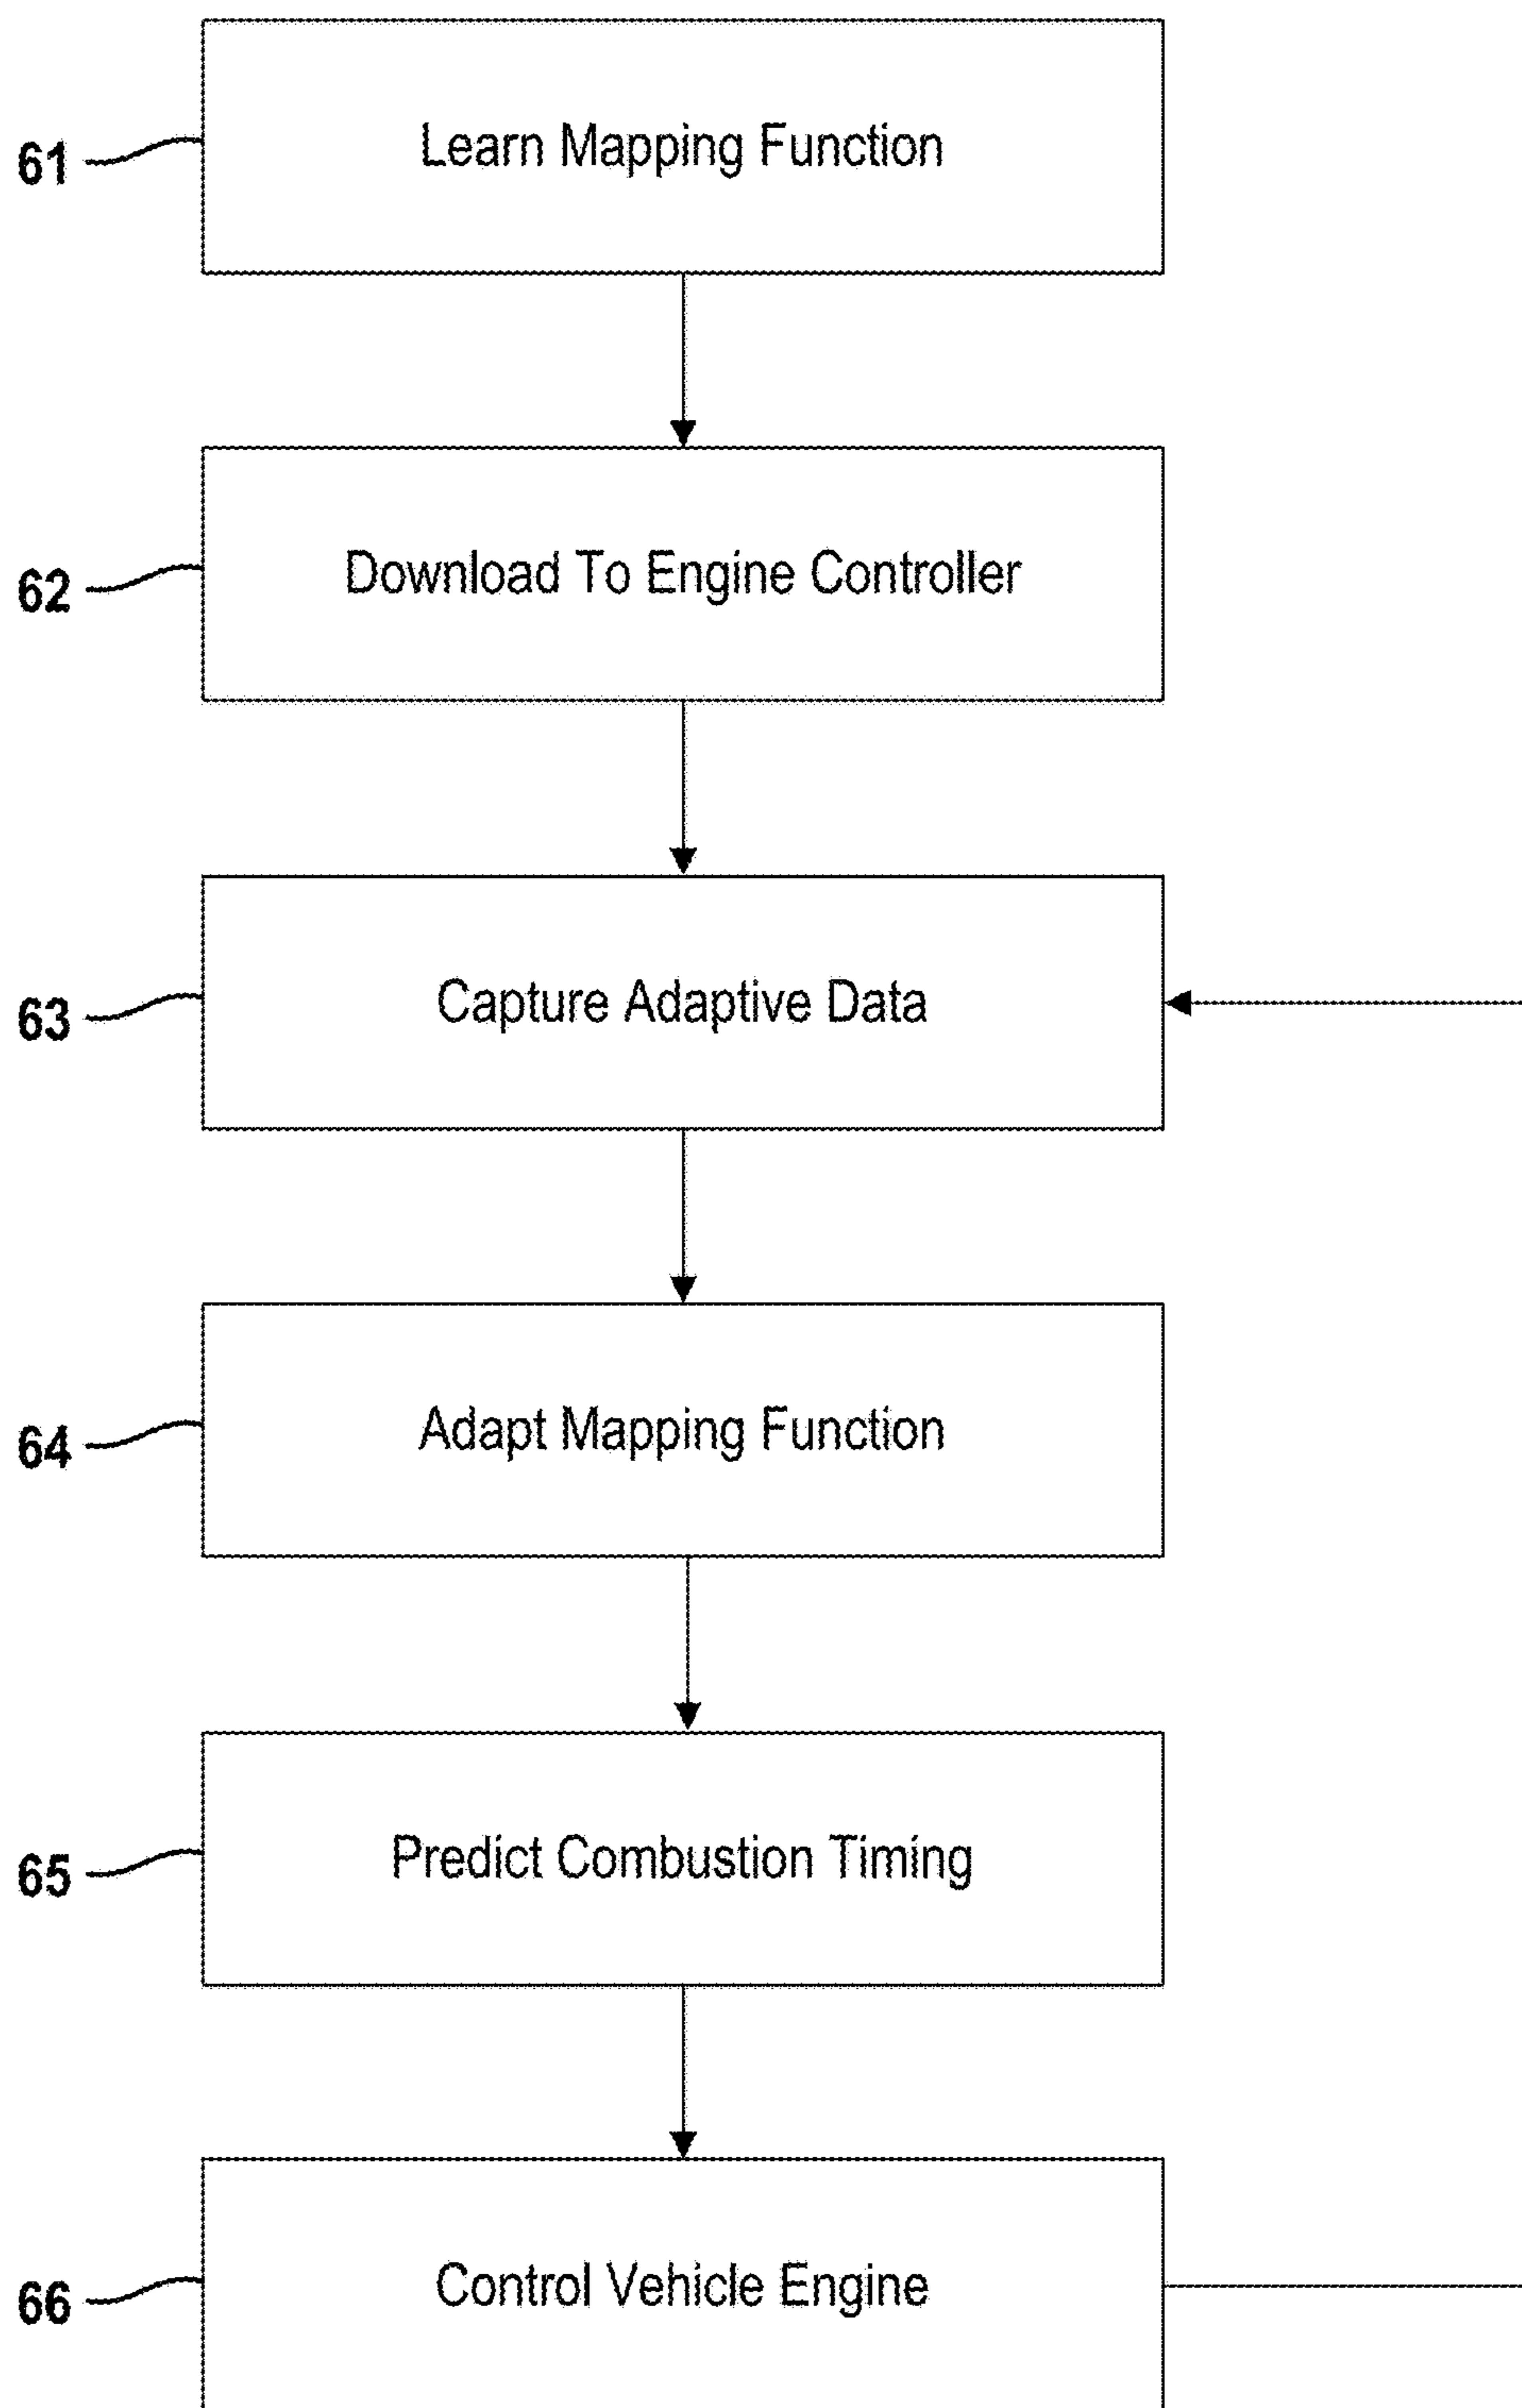 61 Learn Mapping Function
62 Download To Engine Controller
63 Capture Adaptive Data
64 Adapt Mapping Function
65 Predict Combustion Timing
66 Control Vehicle Engine